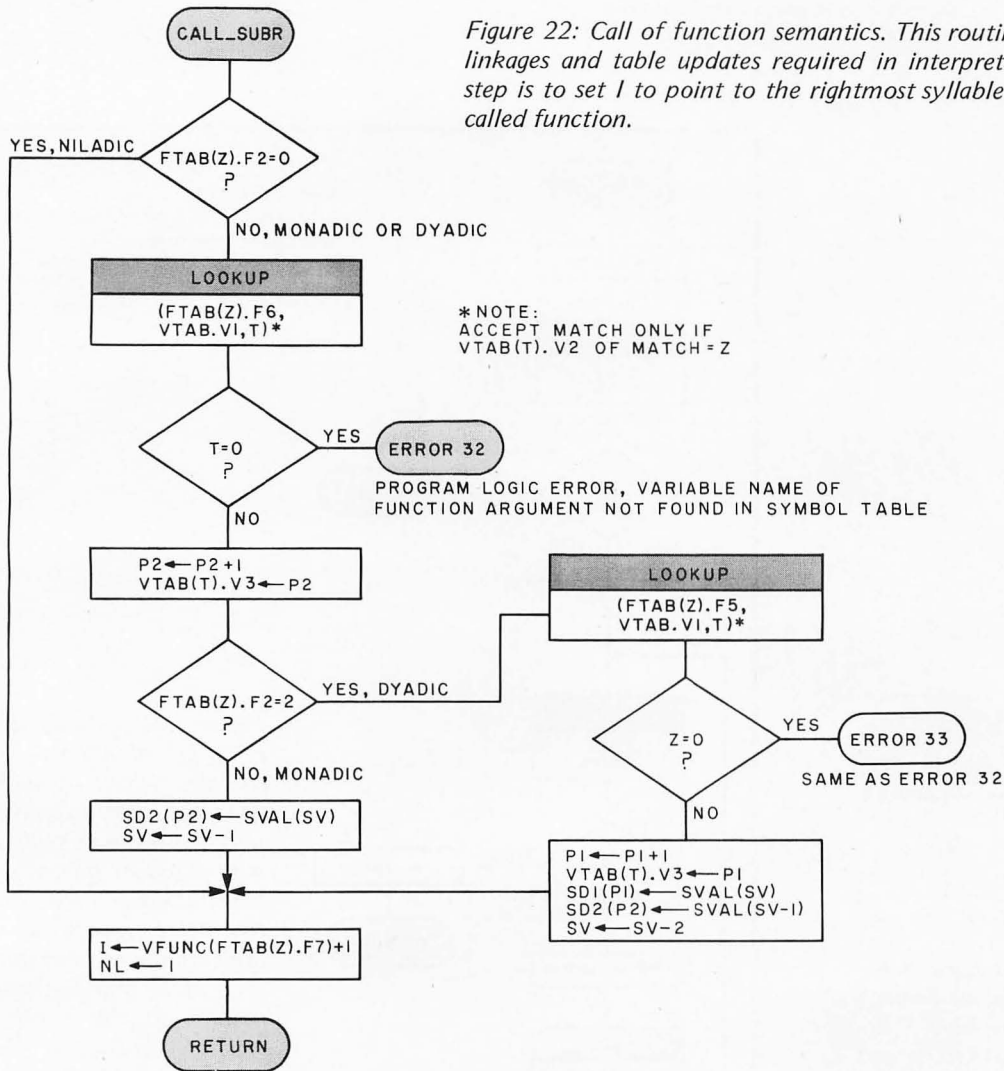 CALL_SUBR
Figure 22: Call of function semantics. This
linkages and table updates required in
step is to set I to point to the rightmost syllable
called function.
YES, NILADIC
FTAB(Z).F2=0
?
NO, MONADIC OR DYADIC
LOOKUP
(FTAB(Z).F6,
VTAB.V1,T)*
*NOTE:
ACCEPT MATCH ONLY IF
VTAB(T).V2 OF MATCH=Z
T=0
?
YES
ERROR 32
PROGRAM LOGIC ERROR, VARIABLE NAME OF
FUNCTION ARGUMENT NOT FOUND IN SYMBOL TABLE
NO
P2←P2+1
VTAB(T).V3←P2
LOOKUP
(FTAB(Z).F5,
VTAB.V1,T)*
FTAB(Z).F2=2
?
YES, DYADIC
Z=0
?
YES
ERROR 33
SAME AS ERROR 32
NO, MONADIC
NO
SD2(P2)←SVAL(SV)
SV←SV-1
P1←P1+1
VTAB(T).V3←P1
SD1(P1)←SVAL(SV)
SD2(P2)←SVAL(SV-1)
SV←SV-2
I←VFUNC(FTAB(Z).F7)+1
NL←1
RETURN